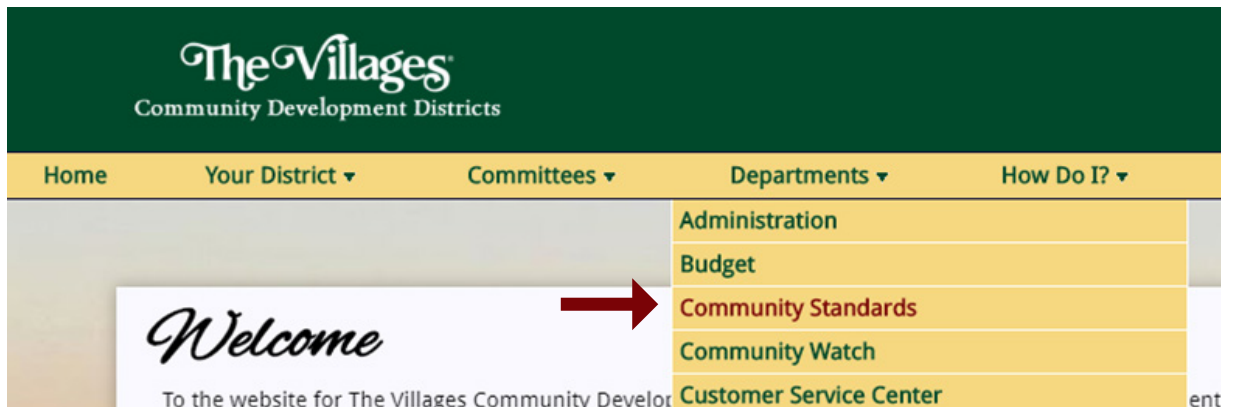 The Villages®
Community Development Districts
Home Your District ▾ Committees ▾ Departments ▾ How Do I? ▾
Administration
Budget
Community Standards
Welcome
Community Watch
To the website for The Villages Community Develop
Customer Service Center
ent